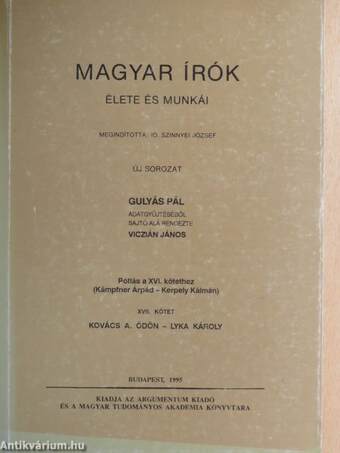 MAGYAR ÍRÓK
ÉLETE ÉS MUNKÁI
MEGINDÍTOTTA: ID. SZINNYEI JÓZSEF
ÚJ SOROZAT
GULYÁS PÁL
ADATGYŰJTÉSÉBŐL
SAJTÓ ALÁ RENDEZTE
VICZIÁN JÁNOS
Pótlás a XVI. kötethez
(Kämpfner Árpád – Kerpely Kálmán)
XVII. KÖTET
KOVÁCS A. ÖDÖN – LYKA KÁROLY
BUDAPEST, 1995
KIADJA AZ ARGUMENTUM KIADÓ
ÉS A MAGYAR TUDOMÁNYOS AKADÉMIA KÖNYVTÁRA
Antikvárium.hu